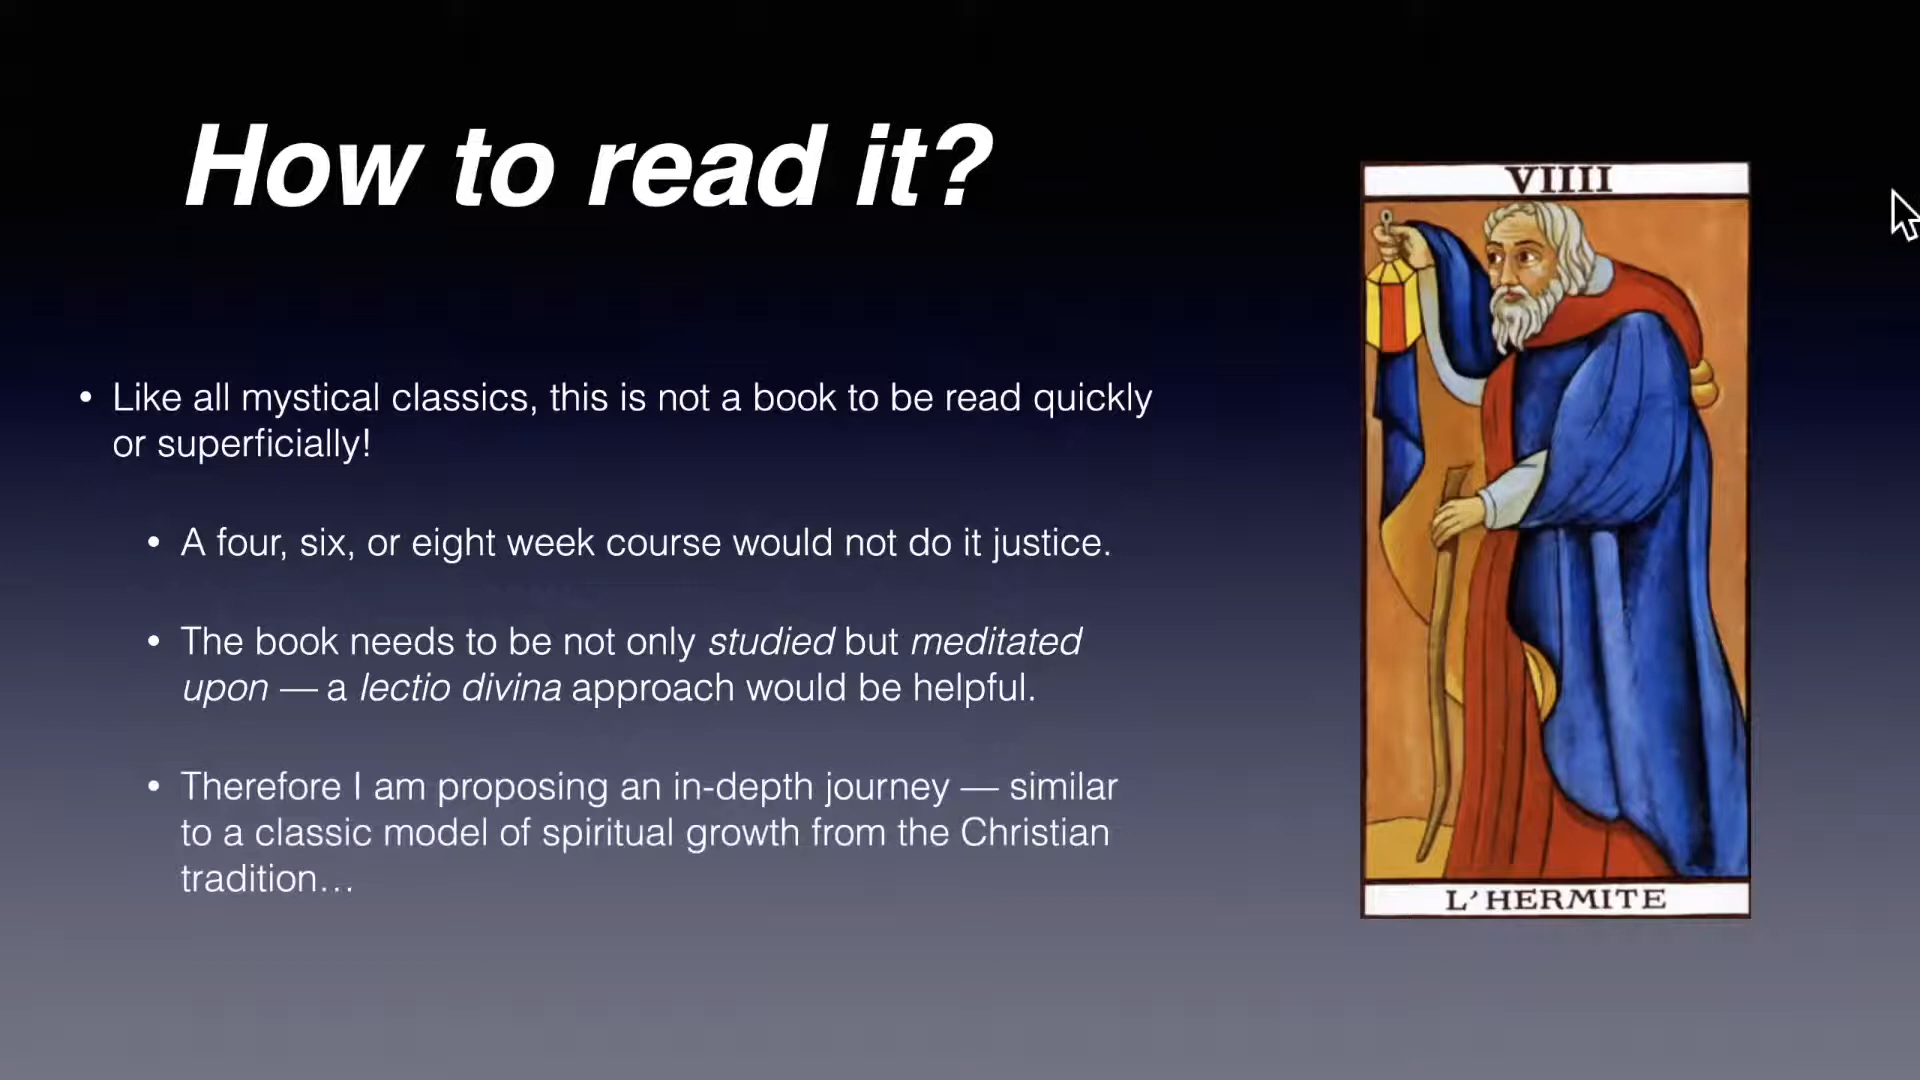 How to read it?
• Like all mystical classics, this is not a book to be read quickly
or superficially!
• A four, six, or eight week course would not do it justice.
• The book needs to be not only studied but meditated
upon — a lectio divina approach would be helpful.
• Therefore I am proposing an in-depth journey — similar
to a classic model of spiritual growth from the Christian
tradition…
VIIII
L'HERMITE